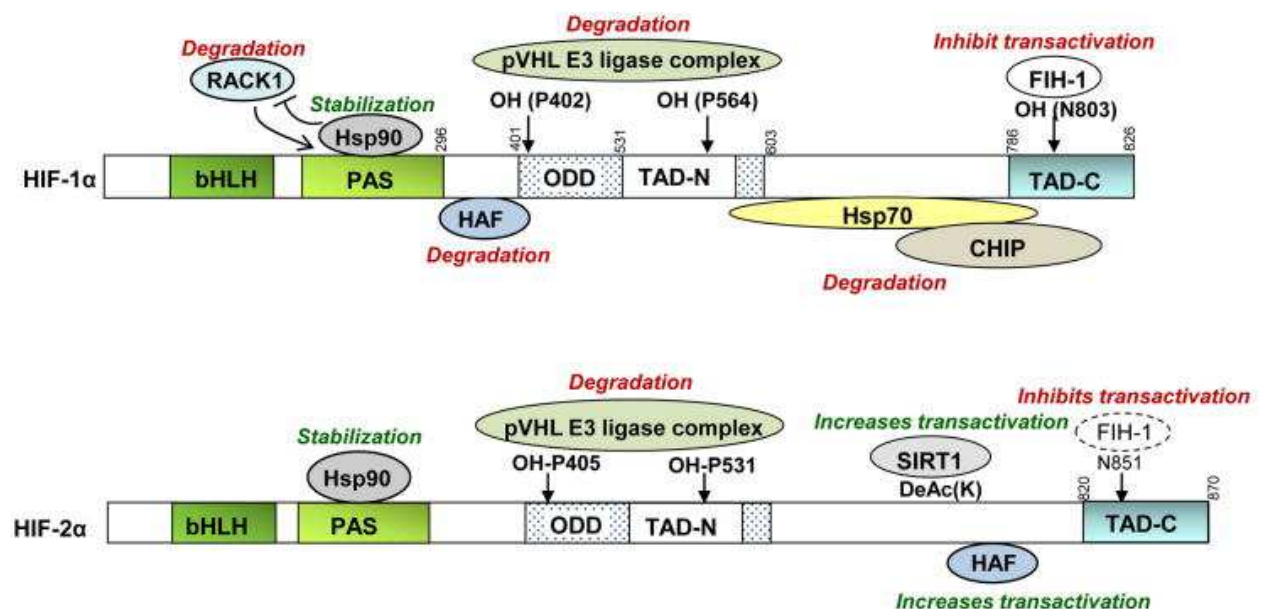 Degradation
Degradation
Inhibit transactivation
pVHL E3 ligase complex
RACK1
FIH-1
Stabilization
OH (P402)
OH (P564)
OH (N803)
Hsp90
296
401
531
603
786
826
HIF-1α
bHLH
PAS
ODD
TAD-N
TAD-C
HAF
Hsp70
CHIP
Degradation
Degradation
Degradation
Inhibits transactivation
Stabilization
pVHL E3 ligase complex
Increases transactivation
FIH-1
Hsp90
OH-P405
OH-P531
SIRT1
N851
DeAc(K)
820
870
HIF-2α
bHLH
PAS
ODD
TAD-N
TAD-C
HAF
Increases transactivation